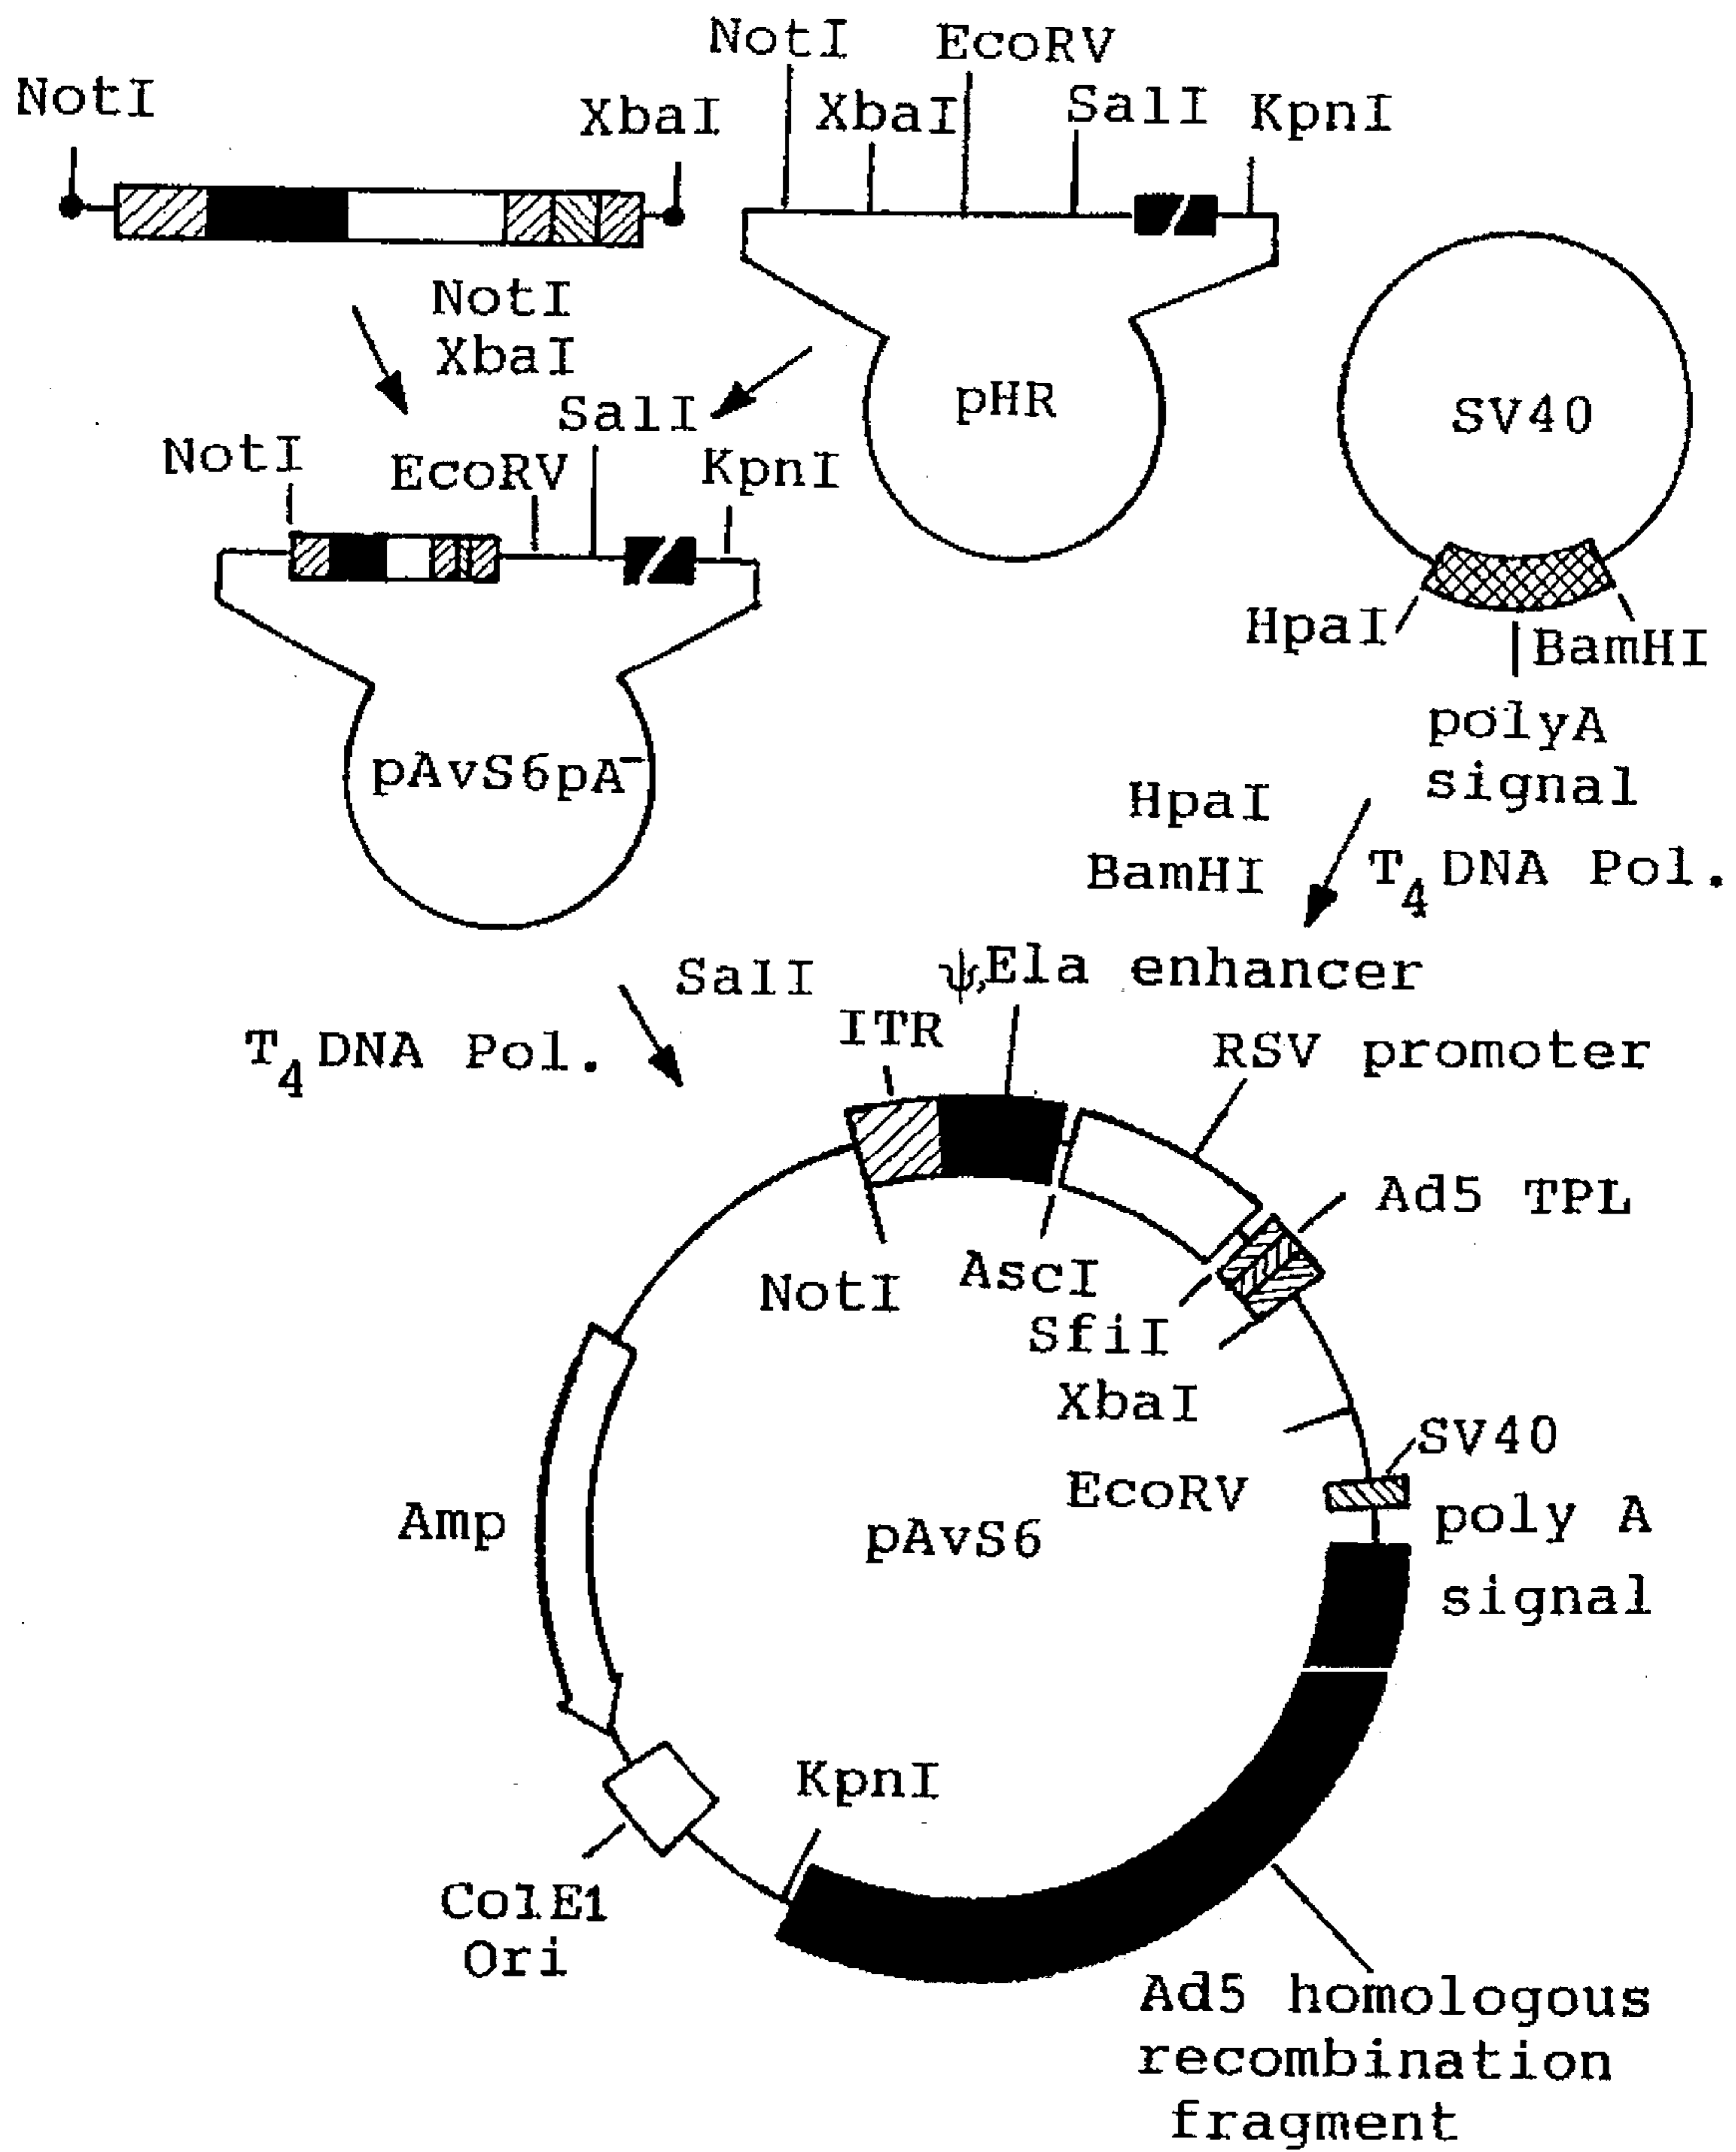 NotI
EcoRV
NotI
XbaI
XbaI
SalI
KpnI
NotI
XbaI
pHR
SV40
SalI
NotI
EcoRV
KpnI
HpaI
BamHI
polyA
signal
pAvS6pA⁻
HpaI
BamHI
T₄ DNA Pol.
SalI
T₄ DNA Pol.
ψ, Ela enhancer
ITR
RSV promoter
Ad5 TPL
NotI
AscI
SfiI
XbaI
EcoRV
SV40
poly A
signal
Amp
pAvS6
KpnI
ColE1
Ori
Ad5 homologous
recombination
fragment